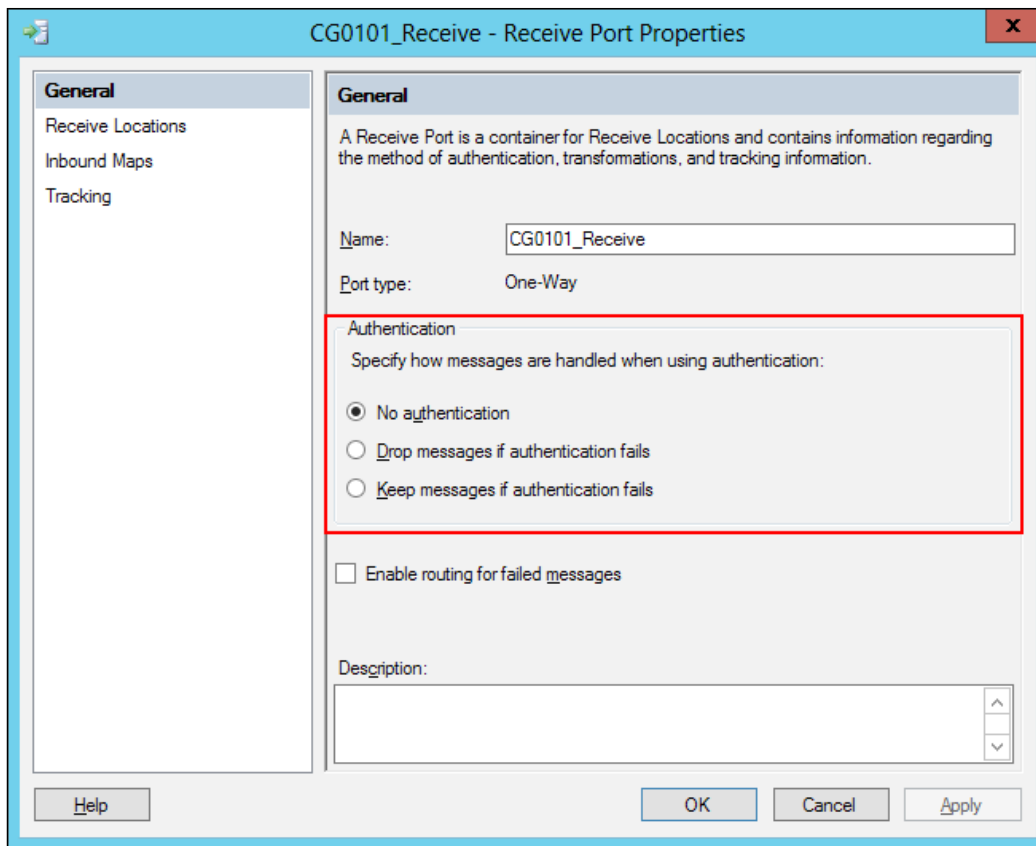 CG0101_Receive - Receive Port Properties
x
General
Receive Locations
Inbound Maps
Tracking
General
A Receive Port is a container for Receive Locations and contains information regarding
the method of authentication, transformations, and tracking information.
Name:
CG0101_Receive
Port type:
One-Way
Authentication
Specify how messages are handled when using authentication:
No authentication
Drop messages if authentication fails
Keep messages if authentication fails
Enable routing for failed messages
Description:
Help
OK
Cancel
Apply